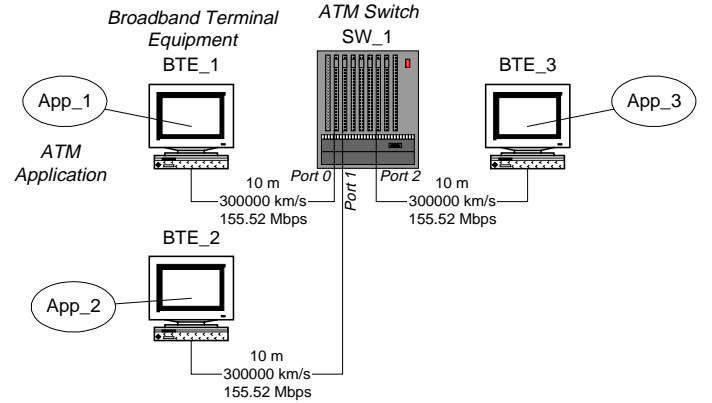 Broadband Terminal
Equipment
BTE_1
ATM Switch
SW_1
BTE_3
App_1
App_3
ATM
Application
Port 0
Port 1
Port 2
10 m
300000 km/s
155.52 Mbps
10 m
300000 km/s
155.52 Mbps
BTE_2
App_2
10 m
300000 km/s
155.52 Mbps